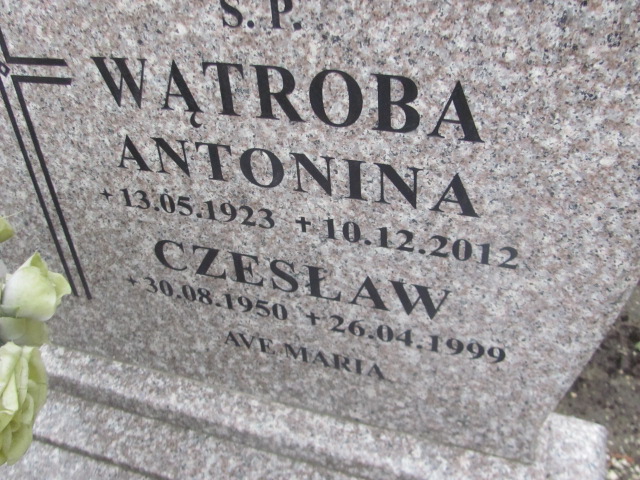 Ś. P.
WĄTROBA
ANTONINA
+13.05.1923 +10.12.2012
CZESŁAW
+30.08.1950 +26.04.1999
AVE MARIA